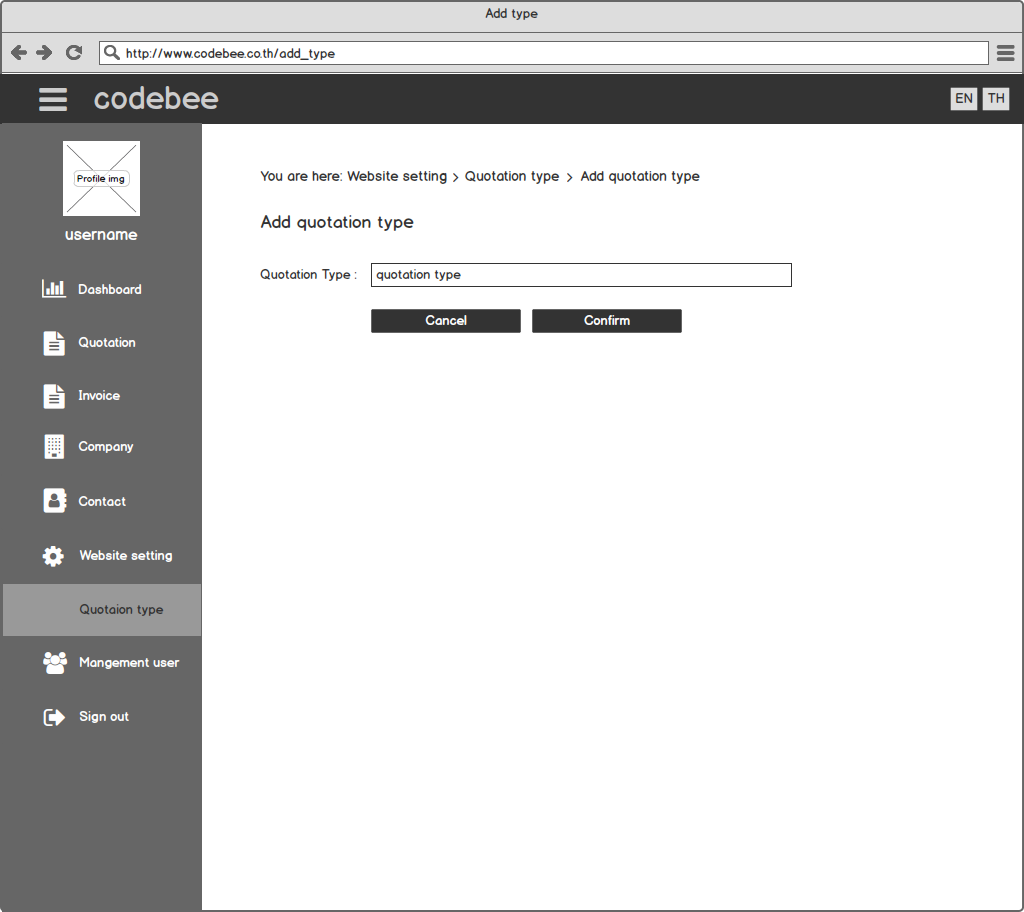 Add type
http://www.codebee.co.th/add_type
codebee
EN TH
Profile img
username
Dashboard
Quotation
Invoice
Company
Contact
Website setting
Quotaion type
Mangement user
Sign out
You are here: Website setting > Quotation type > Add quotation type
Add quotation type
Quotation Type : quotation type
Cancel Confirm